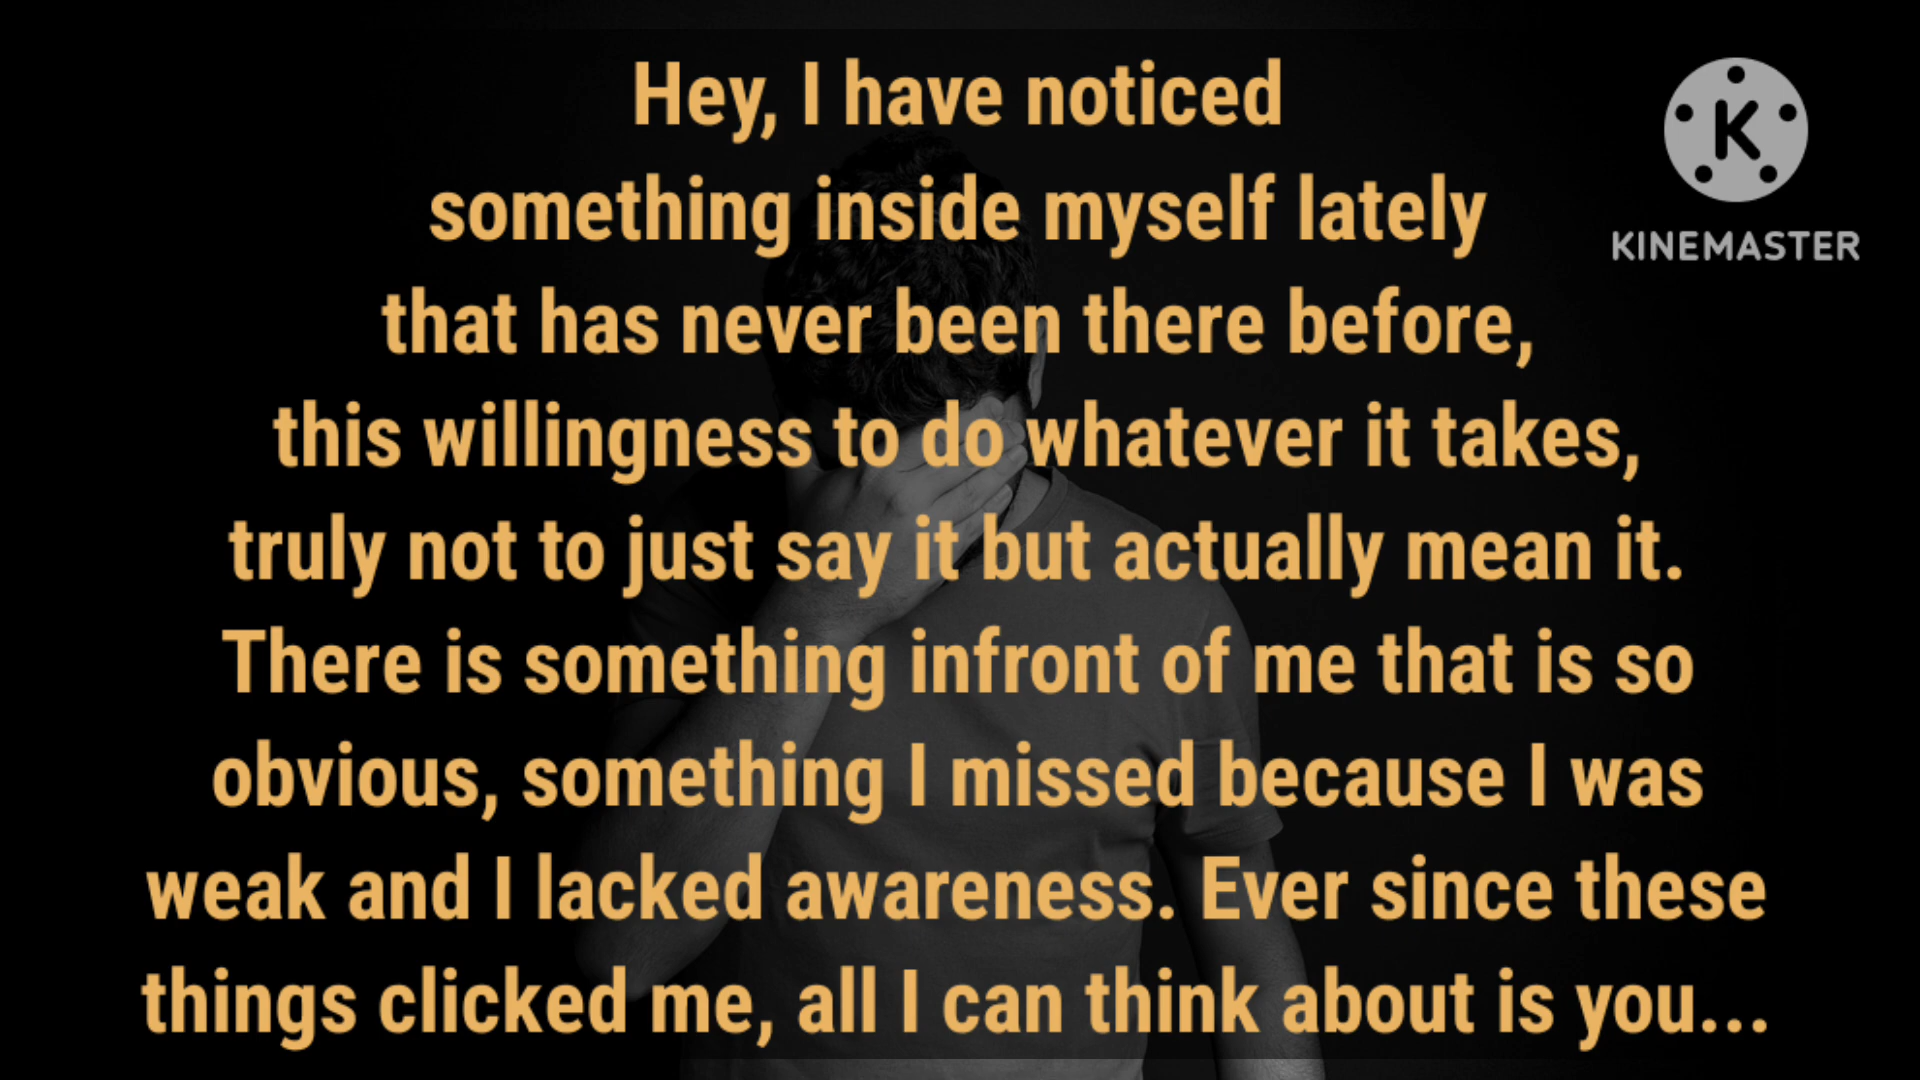 Hey, I have noticed
something inside myself lately
that has never been there before,
this willingness to do whatever it takes,
truly not to just say it but actually mean it.
There is something infront of me that is so
obvious, something I missed because I was
weak and I lacked awareness. Ever since these
things clicked me, all I can think about is you...
K
KINEMASTER